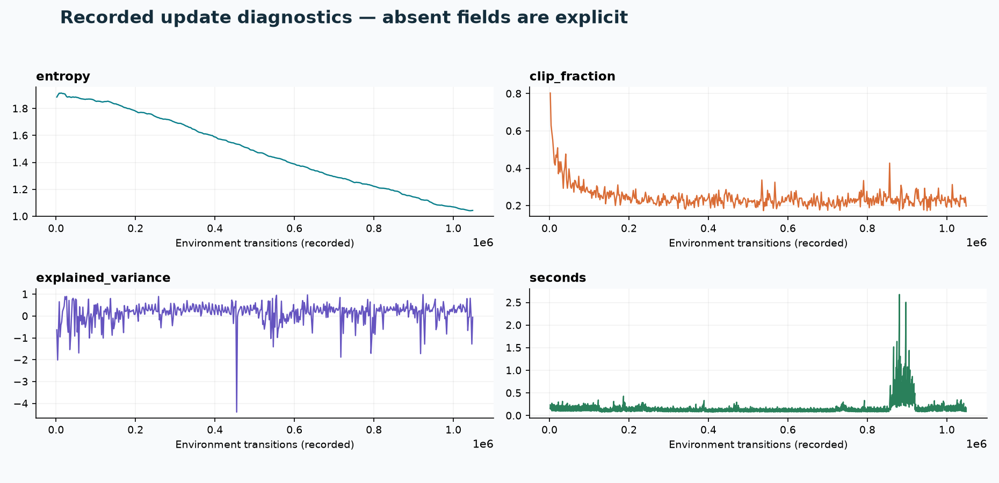 Recorded update diagnostics — absent fields are explicit
entropy
1.8
1.6
1.4
1.2
1.0
0.0 0.2 0.4 0.6 0.8 1.0
Environment transitions (recorded) 1e6
clip_fraction
0.8
0.6
0.4
0.2
0.0 0.2 0.4 0.6 0.8 1.0
Environment transitions (recorded) 1e6
explained_variance
1
0
−1
−2
−3
−4
0.0 0.2 0.4 0.6 0.8 1.0
Environment transitions (recorded) 1e6
seconds
2.5
2.0
1.5
1.0
0.5
0.0
0.0 0.2 0.4 0.6 0.8 1.0
Environment transitions (recorded) 1e6